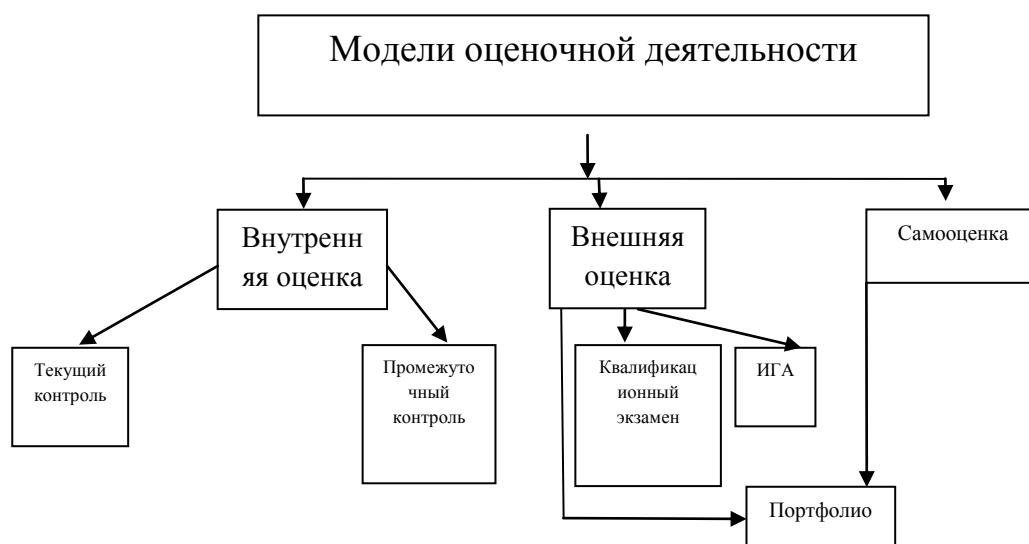 Модели оценочной деятельности
Внутренн
яя оценка
Внешняя
оценка
Самооценка
Текущий
контроль
Промежуто
чный
контроль
Квалификац
ионный
экзамен
ИГА
Портфолио